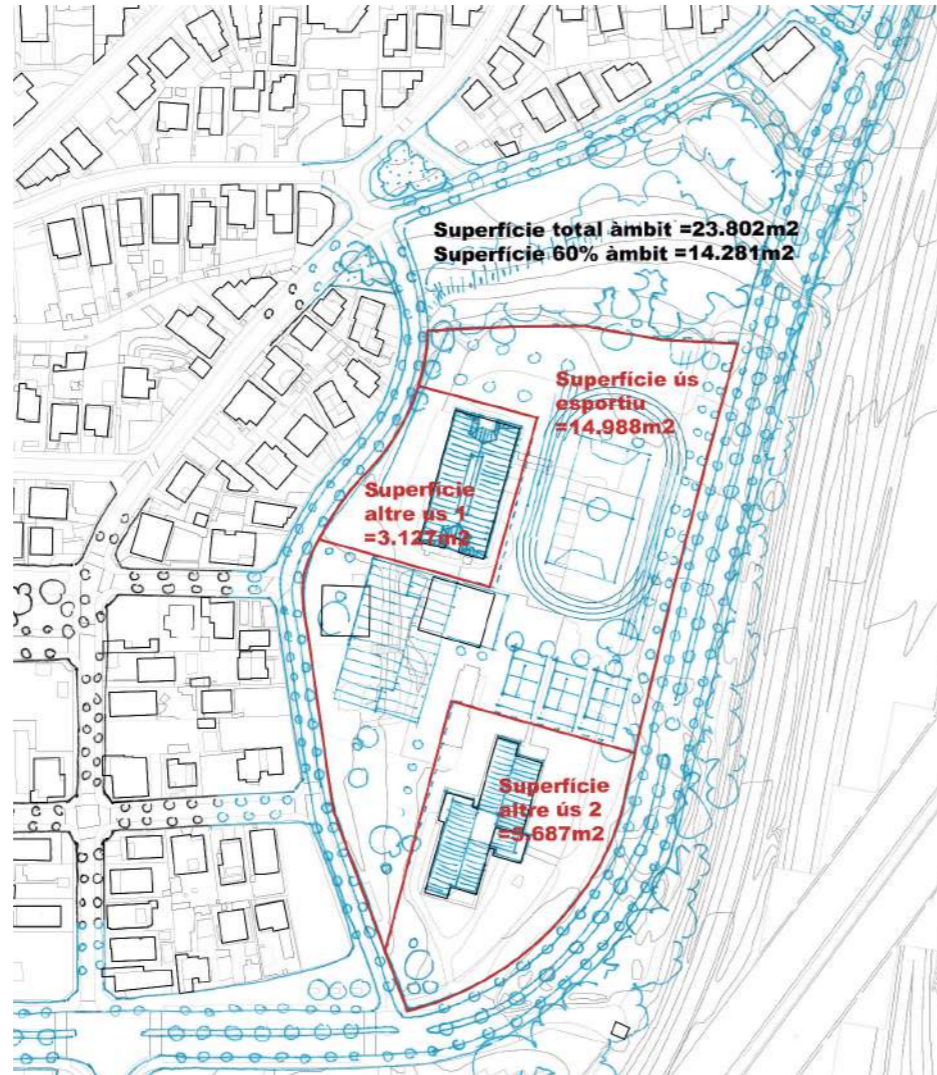 Superfície total àmbit =23.802m2
Superfície 60% àmbit =14.281m2
Superfície ús
esportiu
=14.988m2
Superfície
altre ús 1
=3.127m2
Superfície
altre ús 2
=5.687m2